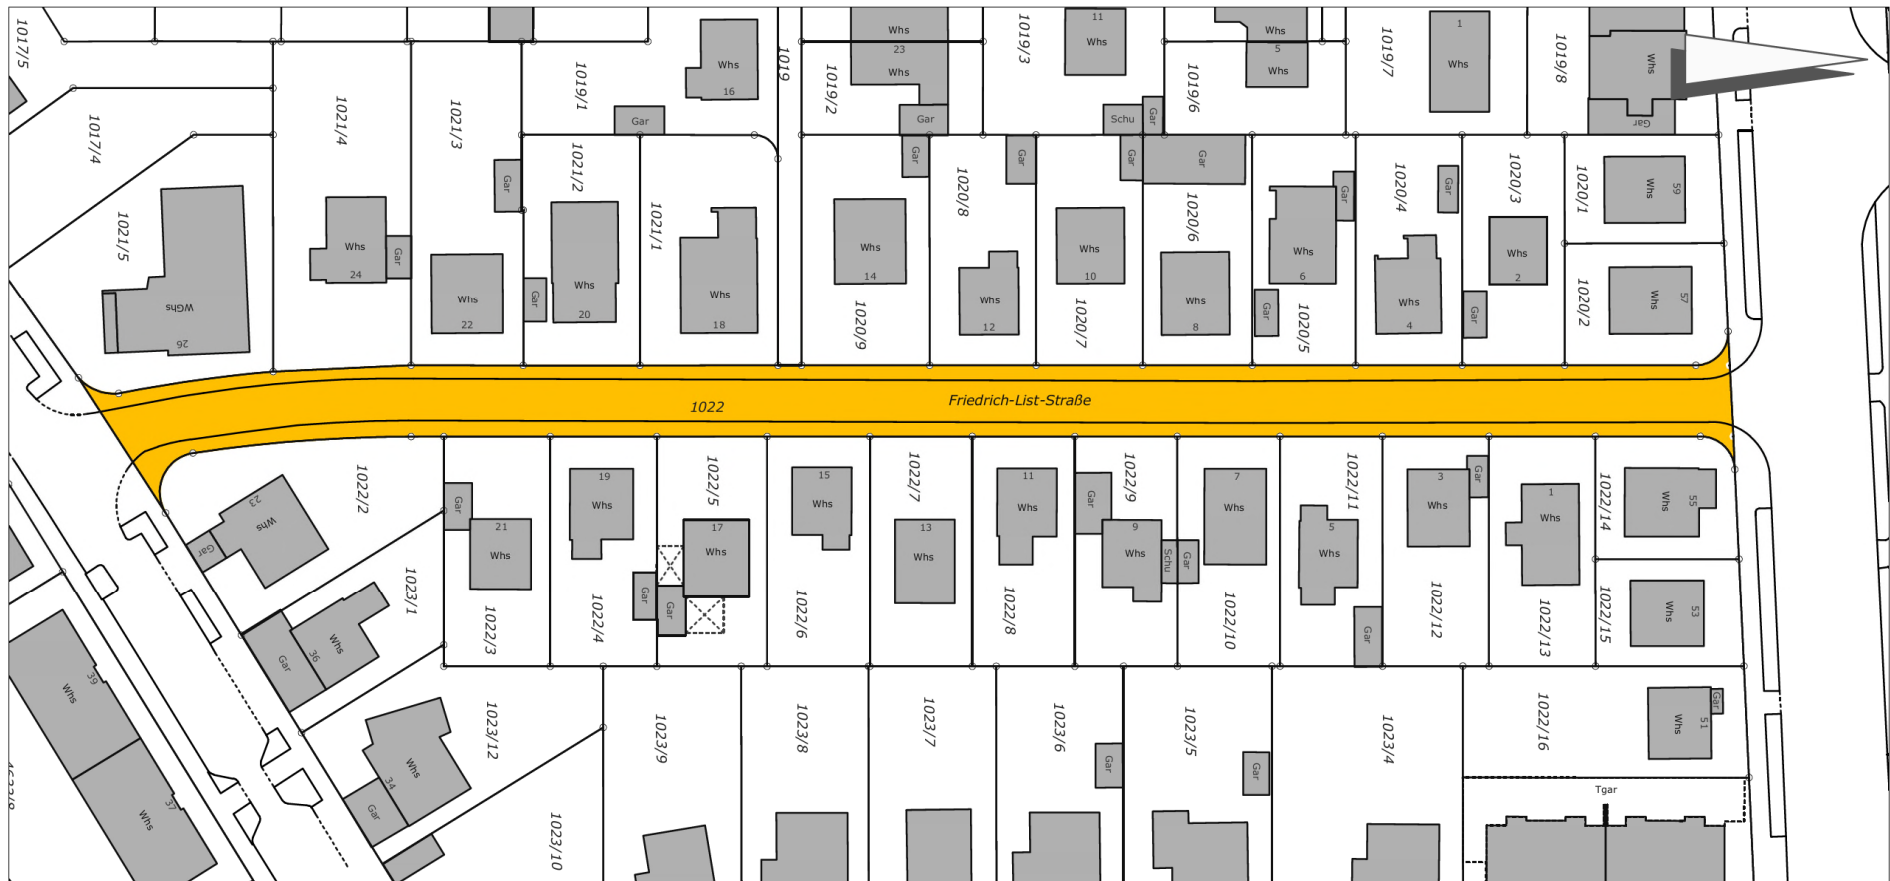 1017/5
1017/4
1021/5
WGhs
26
1021/4
Whs
24
Gar
1021/3
Gar
Whs
22
1019/1
Gar
Whs
16
1021/2
Gar
Whs
20
1021/1
Whs
18
1019
1019/2
Whs
23
Whs
Gar
Gar
Whs
14
1020/9
1019/3
11
Whs
Schu
Gar
1020/8
Gar
Whs
12
Gar
Whs
10
1020/7
1019/6
Whs
5
Whs
Gar
1020/6
Whs
8
Gar
Gar
Whs
6
1020/5
1019/7
1
Whs
1020/4
Gar
Whs
4
Gar
1019/8
Whs
Gar
1020/3
Whs
2
1020/1
Whs
59
1020/2
Whs
57
1022
Friedrich-List-Straße
1022/2
23
Whs
Gar
1023/1
Gar
36
Whs
Gar
21
Whs
1022/3
19
Whs
1022/4
Gar
1022/5
17
Whs
Gar
15
Whs
1022/6
1022/7
13
Whs
11
Whs
1022/8
1022/9
Gar
9
Whs
Schu
Gar
7
Whs
1022/10
1022/11
5
Whs
Gar
3
Whs
Gar
1022/12
1
Whs
1022/13
1022/14
Whs
55
1022/15
Whs
53
39
Whs
37
Whs
1023/12
Whs
34
Gar
1023/10
1023/9
1023/8
1023/7
1023/6
Gar
1023/5
Gar
1023/4
1022/16
Whs
51
Gar
Tgar